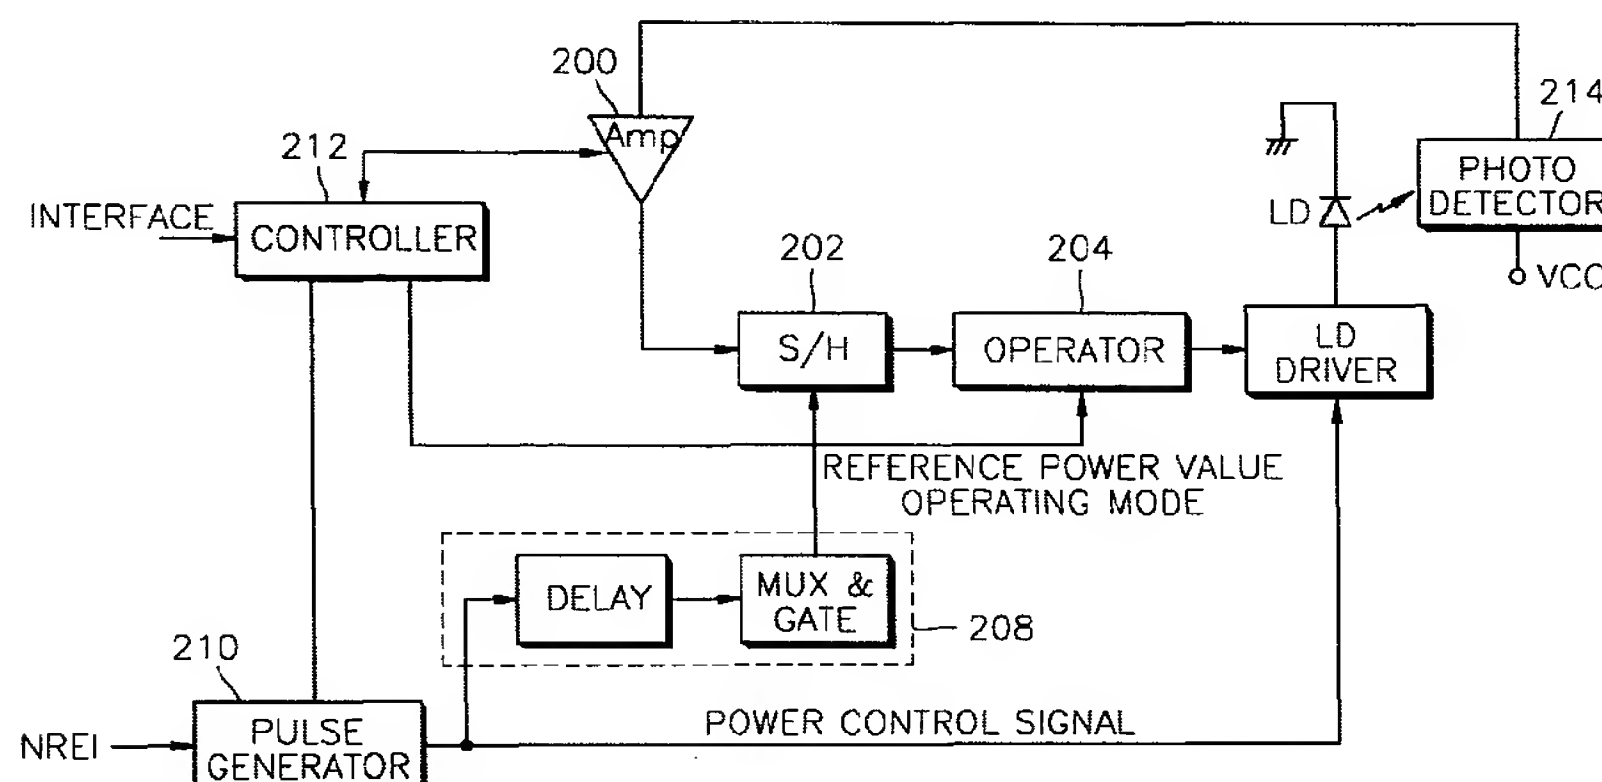 200
214
Amp
212
PHOTO
DETECTOR
INTERFACE
LD
CONTROLLER
202
204
VCC
S/H
OPERATOR
LD
DRIVER
REFERENCE POWER VALUE
OPERATING MODE
DELAY
MUX &
GATE
208
210
POWER CONTROL SIGNAL
NREI
PULSE
GENERATOR